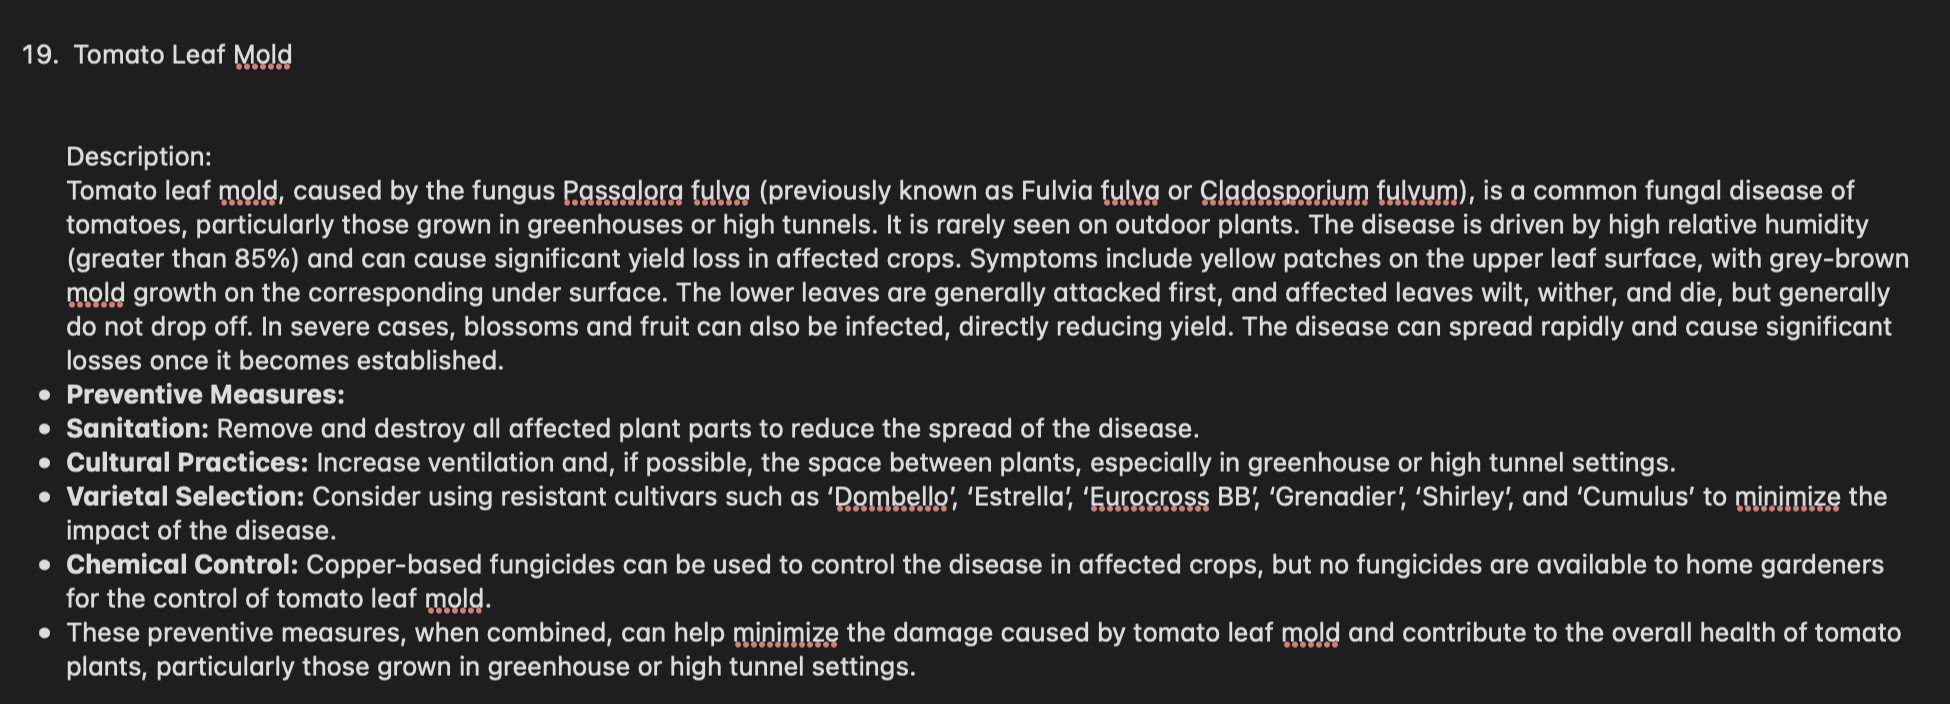 19. Tomato Leaf Mold
Description:
Tomato leaf mold, caused by the fungus Passalora fulva (previously known as Fulvia fulva or Cladosporium fulvum), is a common fungal disease of
tomatoes, particularly those grown in greenhouses or high tunnels. It is rarely seen on outdoor plants. The disease is driven by high relative humidity
(greater than 85%) and can cause significant yield loss in affected crops. Symptoms include yellow patches on the upper leaf surface, with grey-brown
mold growth on the corresponding under surface. The lower leaves are generally attacked first, and affected leaves wilt, wither, and die, but generally
do not drop off. In severe cases, blossoms and fruit can also be infected, directly reducing yield. The disease can spread rapidly and cause significant
losses once it becomes established.
• Preventive Measures:
• Sanitation: Remove and destroy all affected plant parts to reduce the spread of the disease.
• Cultural Practices: Increase ventilation and, if possible, the space between plants, especially in greenhouse or high tunnel settings.
• Varietal Selection: Consider using resistant cultivars such as ‘Dombello’, ‘Estrella’, ‘Eurocross BB’, ‘Grenadier’, ‘Shirley’, and ‘Cumulus’ to minimize the
impact of the disease.
• Chemical Control: Copper-based fungicides can be used to control the disease in affected crops, but no fungicides are available to home gardeners
for the control of tomato leaf mold.
• These preventive measures, when combined, can help minimize the damage caused by tomato leaf mold and contribute to the overall health of tomato
plants, particularly those grown in greenhouse or high tunnel settings.